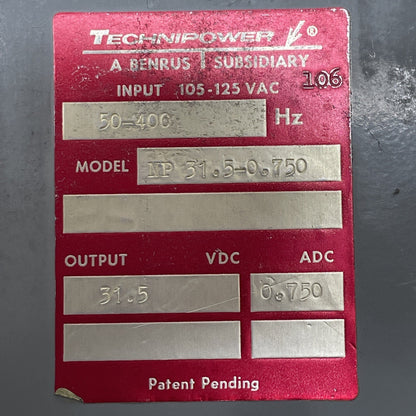 TECHNIPOWER ®
A BENRUS SUBSIDIARY
106
INPUT 105-125 VAC
50-400 Hz
MODEL NP 31.5-0.750
OUTPUT VDC ADC
31.5 0.750
Patent Pending